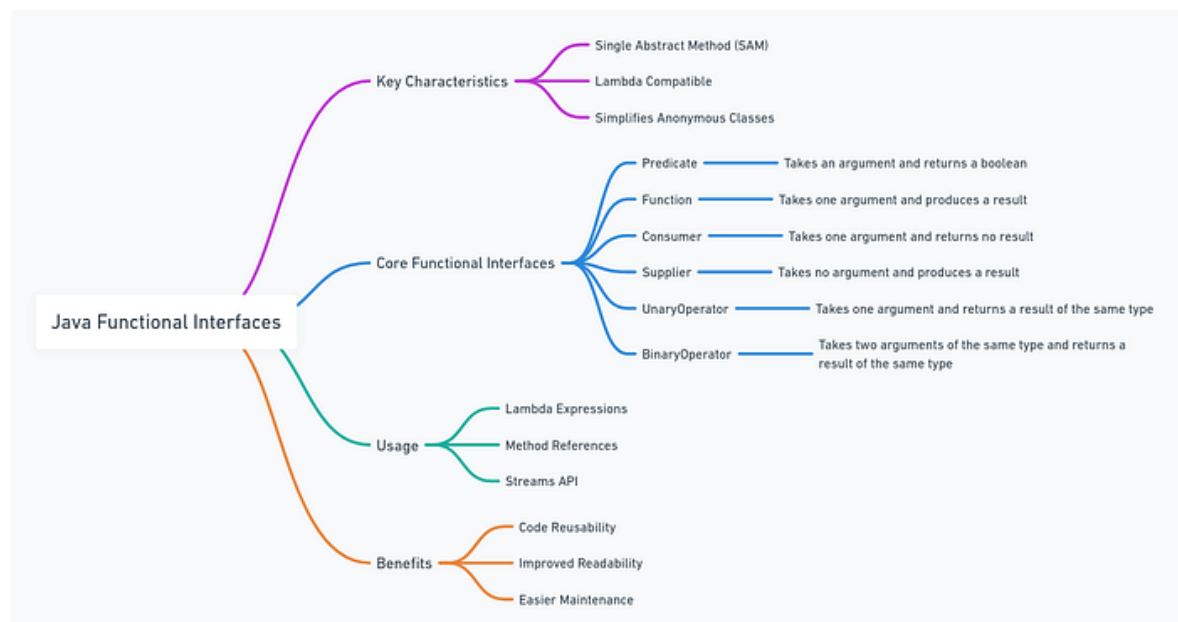 Java Functional Interfaces
Key Characteristics
Single Abstract Method (SAM)
Lambda Compatible
Simplifies Anonymous Classes
Core Functional Interfaces
Predicate
Takes an argument and returns a boolean
Function
Takes one argument and produces a result
Consumer
Takes one argument and returns no result
Supplier
Takes no argument and produces a result
UnaryOperator
Takes one argument and returns a result of the same type
BinaryOperator
Takes two arguments of the same type and returns a
result of the same type
Usage
Lambda Expressions
Method References
Streams API
Benefits
Code Reusability
Improved Readability
Easier Maintenance